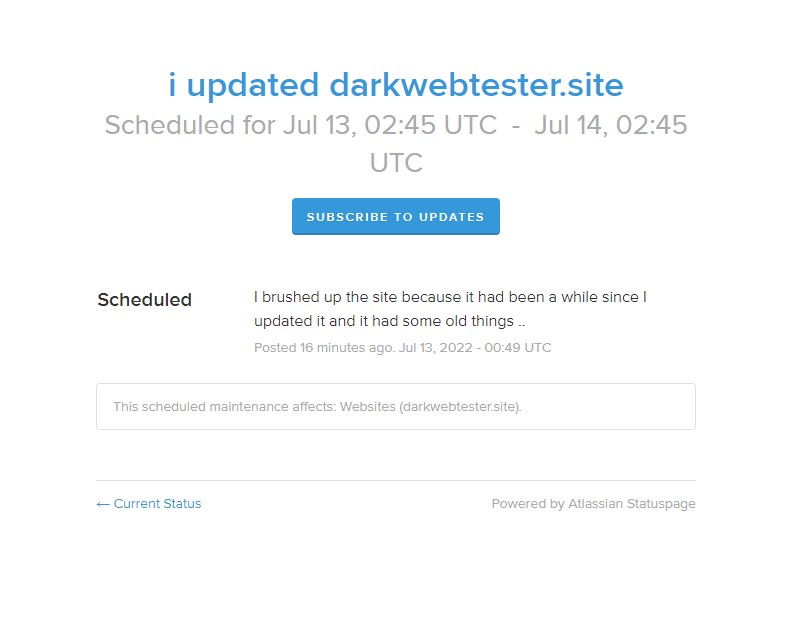 i updated darkwebtester.site
Scheduled for Jul 13, 02:45 UTC - Jul 14, 02:45
UTC
SUBSCRIBE TO UPDATES
Scheduled
I brushed up the site because it had been a while since I
updated it and it had some old things ..
Posted 16 minutes ago. Jul 13, 2022 - 00:49 UTC
This scheduled maintenance affects: Websites (darkwebtester.site).
← Current Status
Powered by Atlassian Statuspage